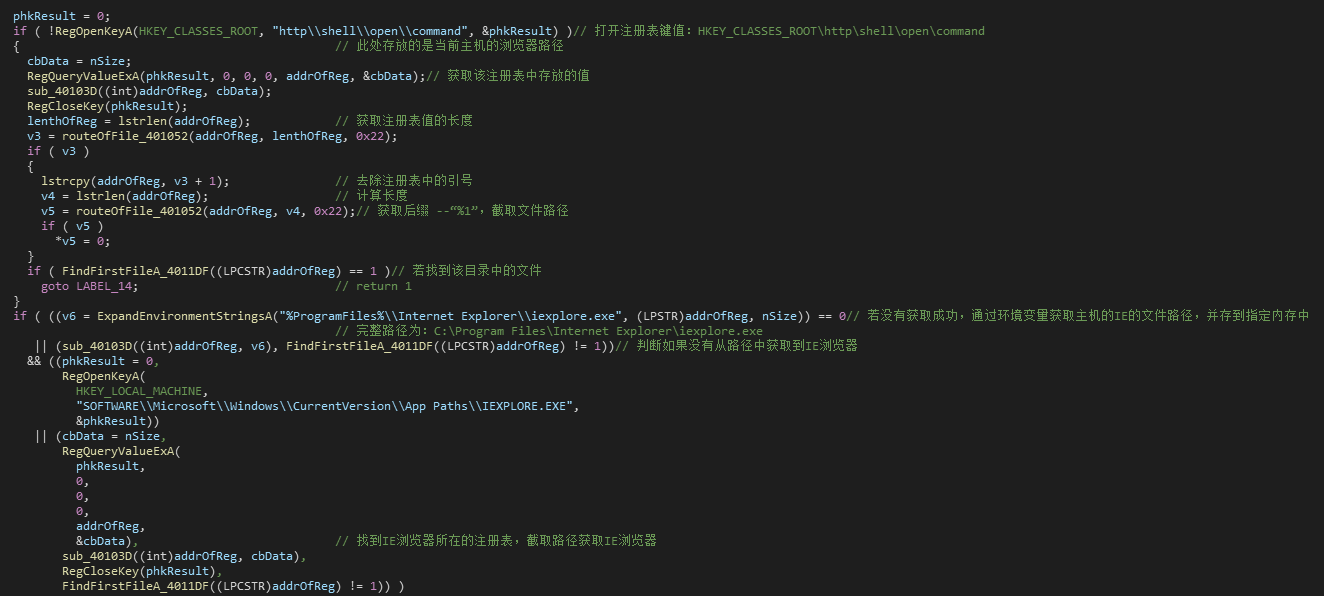 phkResult = 0;
if ( !RegOpenKeyA(HKEY_CLASSES_ROOT, "http\\shell\\open\\command", &phkResult) )// 打开注册表键值：HKEY_CLASSES_ROOT\http\shell\open\command
{ // 此处存放的是当前主机的浏览器路径
cbData = nSize;
RegQueryValueExA(phkResult, 0, 0, 0, addrOfReg, &cbData);// 获取该注册表中存放的值
sub_40103D((int)addrOfReg, cbData);
RegCloseKey(phkResult);
lenthOfReg = lstrlen(addrOfReg); // 获取注册表值的长度
v3 = routeOfFile_401052(addrOfReg, lenthOfReg, 0x22);
if ( v3 )
{
lstrcpy(addrOfReg, v3 + 1); // 去除注册表中的引号
v4 = lstrlen(addrOfReg); // 计算长度
v5 = routeOfFile_401052(addrOfReg, v4, 0x22);// 获取后缀 --“%1”，截取文件路径
if ( v5 )
*v5 = 0;
}
if ( FindFirstFileA_4011DF((LPCSTR)addrOfReg) == 1 )// 若找到该目录中的文件
goto LABEL_14; // return 1
}
if ( ((v6 = ExpandEnvironmentStringsA("%ProgramFiles%\\Internet Explorer\\iexplore.exe", (LPSTR)addrOfReg, nSize)) == 0// 若没有获取成功，通过环境变量获取主机的IE的文件路径，并存到指定内存中
// 完整路径为：C:\Program Files\Internet Explorer\iexplore.exe
|| (sub_40103D((int)addrOfReg, v6), FindFirstFileA_4011DF((LPCSTR)addrOfReg) != 1))// 判断如果没有从路径中获取到IE浏览器
&& ((phkResult = 0,
RegOpenKeyA(
HKEY_LOCAL_MACHINE,
"SOFTWARE\\Microsoft\\Windows\\CurrentVersion\\App Paths\\IEXPLORE.EXE",
&phkResult))
|| (cbData = nSize,
RegQueryValueExA(
phkResult,
0,
0,
0,
addrOfReg,
&cbData), // 找到IE浏览器所在的注册表，截取路径获取IE浏览器
sub_40103D((int)addrOfReg, cbData),
RegCloseKey(phkResult),
FindFirstFileA_4011DF((LPCSTR)addrOfReg) != 1)) )